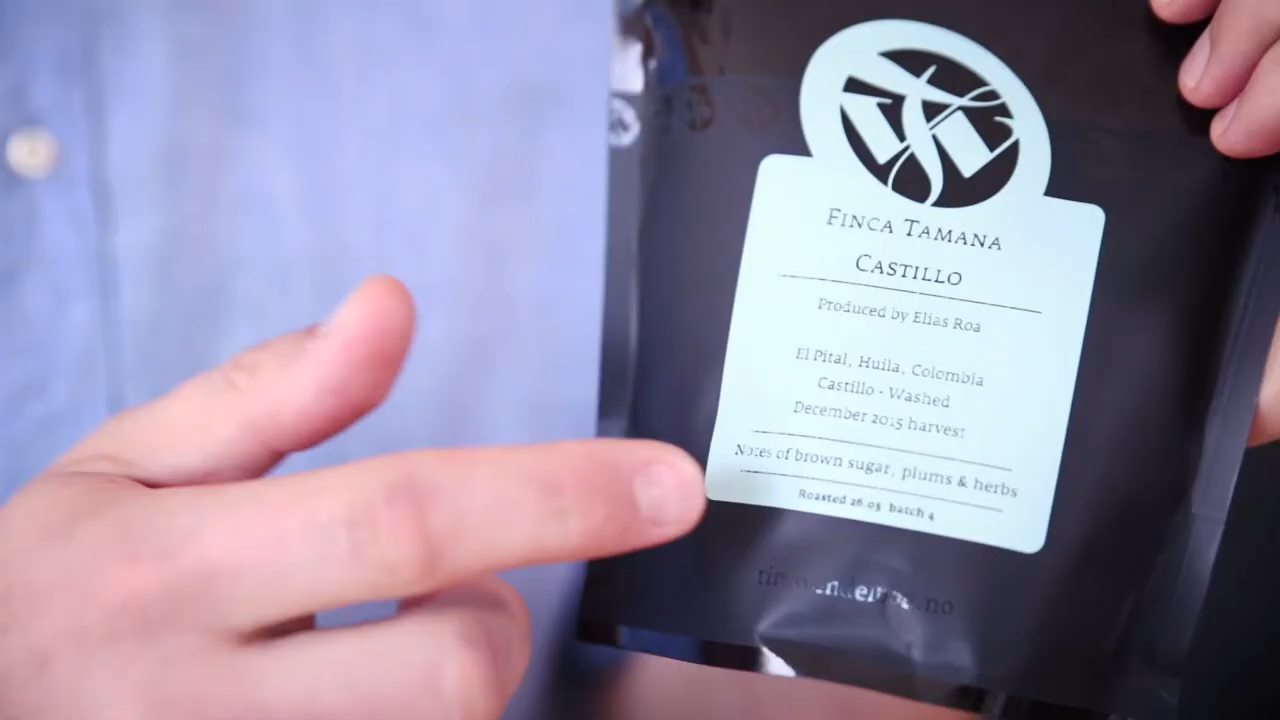 Finca Tamana
Castillo
Produced by Elias Roa
El Pital, Huila, Colombia
Castillo - Washed
December 2015 harvest
Notes of brown sugar, plums & herbs
Roasted 26.05 batch 4